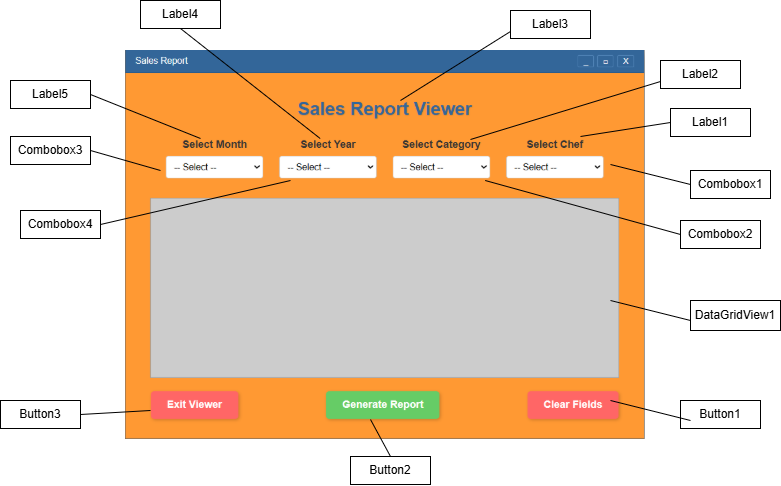 Label4
Label3
Sales Report
_ □ X
Label2
Label5
Sales Report Viewer
Label1
Select Month Select Year Select Category Select Chef
Combobox3
-- Select -- -- Select -- -- Select -- -- Select --
Combobox1
Combobox4
Combobox2
DataGridView1
Exit Viewer Generate Report Clear Fields
Button3
Button1
Button2